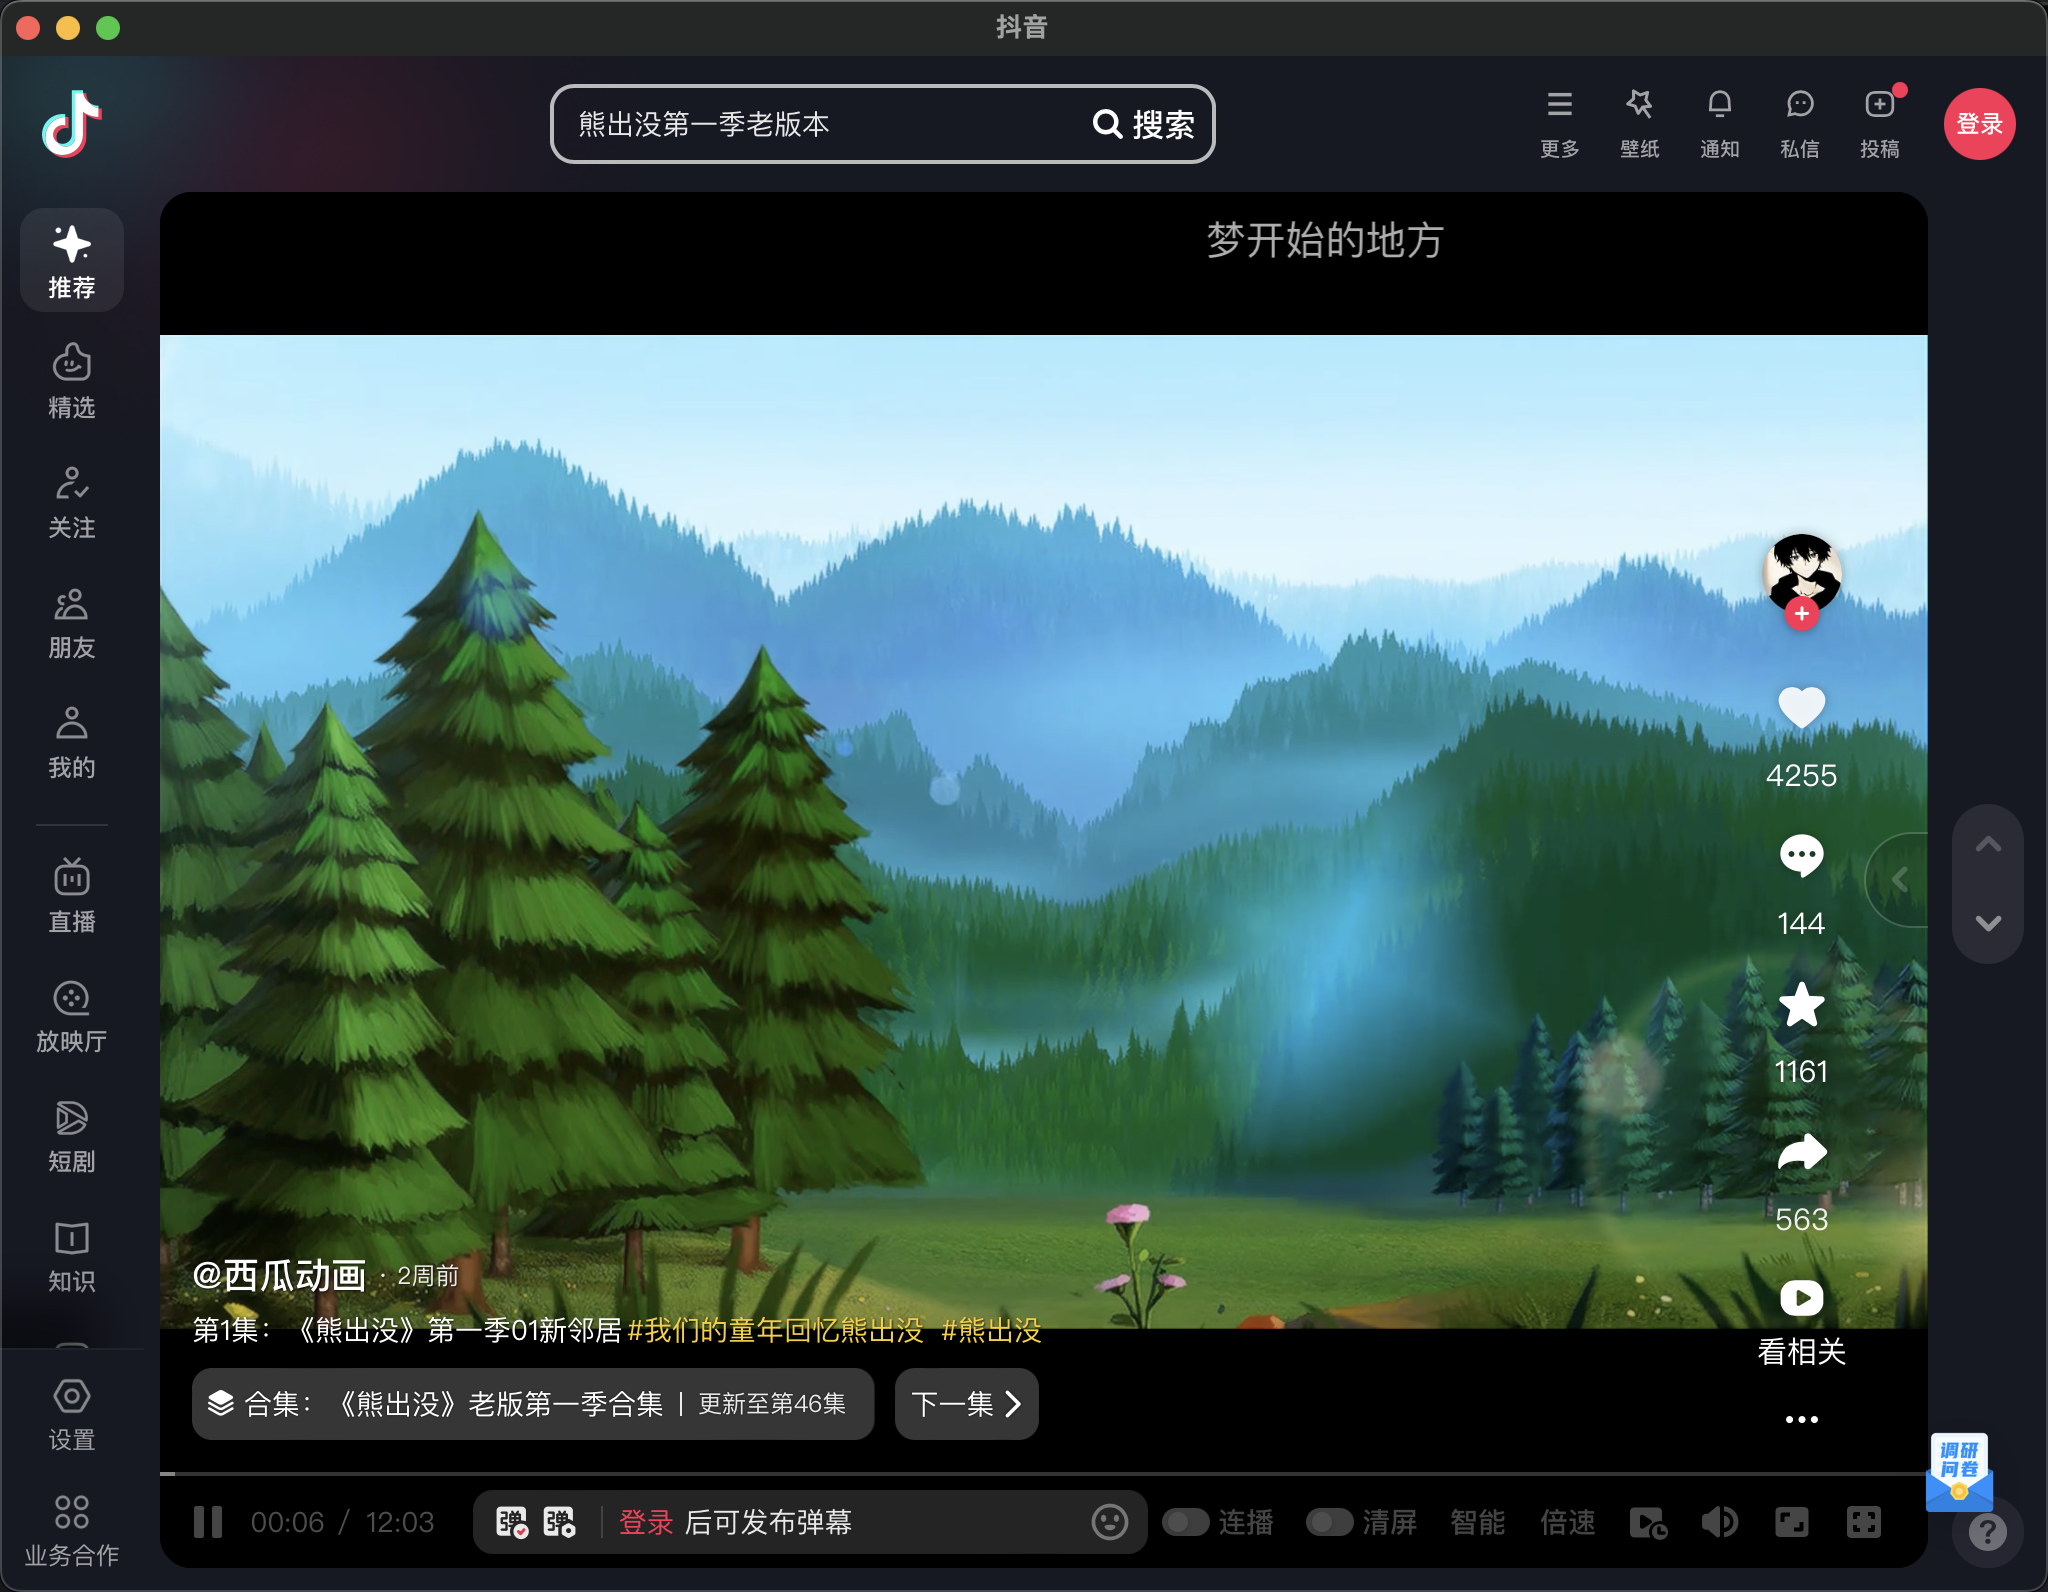 抖音
熊出没第一季老版本
搜索
更多
壁纸
通知
私信
投稿
登录
梦开始的地方
推荐
精选
关注
朋友
我的
直播
放映厅
短剧
知识
设置
业务合作
4255
144
1161
563
看相关
@西瓜动画 · 2周前
第1集：《熊出没》第一季01新邻居 #我们的童年回忆熊出没 #熊出没
合集：《熊出没》老版第一季合集 | 更新至第46集
下一集
调研
问卷
00:06 / 12:03
弹 弹 登录 后可发布弹幕
连播
清屏
智能
倍速